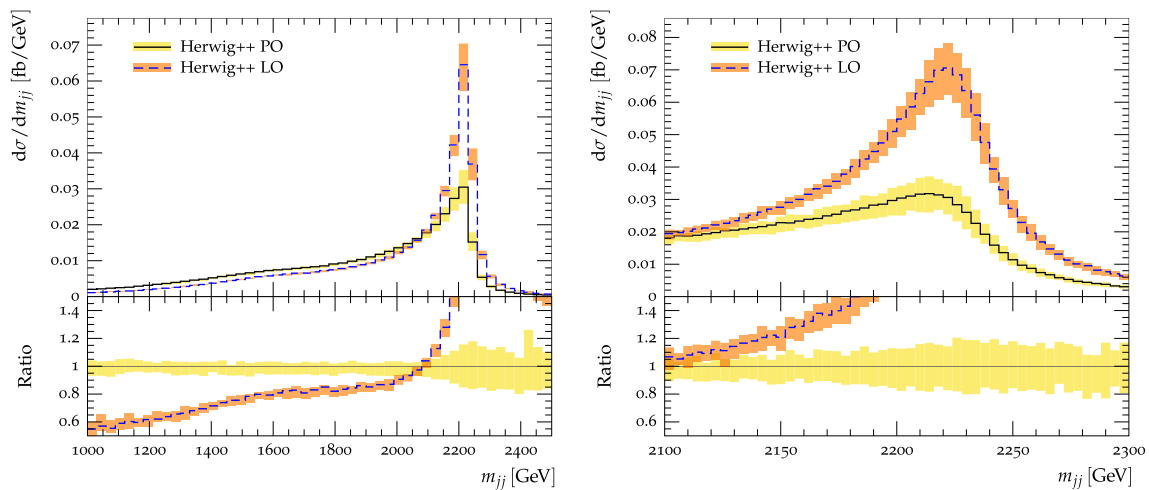 Herwig++ PO
Herwig++ LO
0.07
0.06
0.05
0.04
0.03
0.02
0.01
0
dσ/dm_jj [fb/GeV]
1.4
1.2
1
0.8
0.6
Ratio
1000 1200 1400 1600 1800 2000 2200 2400
m_jj [GeV]
Herwig++ PO
Herwig++ LO
0.08
0.07
0.06
0.05
0.04
0.03
0.02
0.01
0
dσ/dm_jj [fb/GeV]
1.4
1.2
1
0.8
0.6
Ratio
2100 2150 2200 2250 2300
m_jj [GeV]